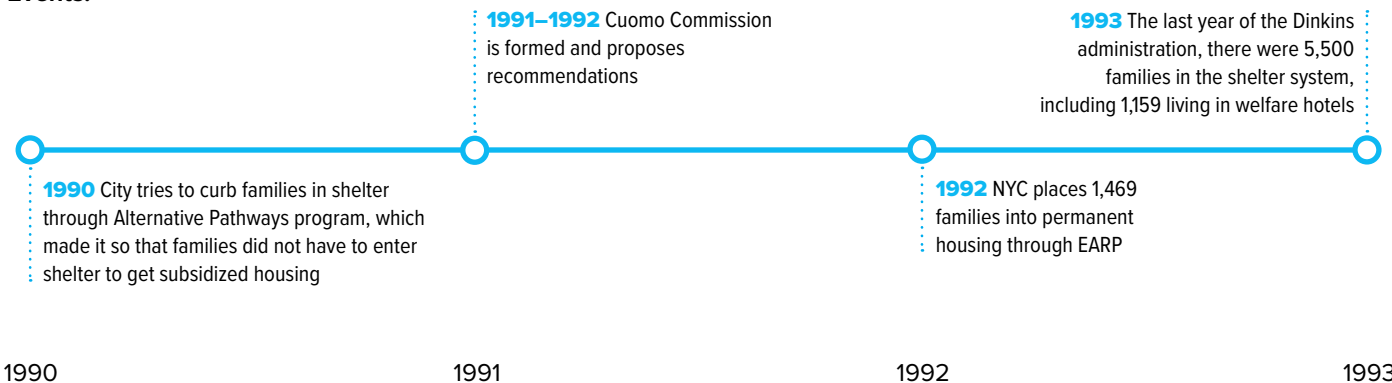 Events:
1991–1992 Cuomo Commission
is formed and proposes
recommendations
1993 The last year of the Dinkins
administration, there were 5,500
families in the shelter system,
including 1,159 living in welfare hotels
1990 City tries to curb families in shelter
through Alternative Pathways program, which
made it so that families did not have to enter
shelter to get subsidized housing
1992 NYC places 1,469
families into permanent
housing through EARP
1990
1991
1992
1993